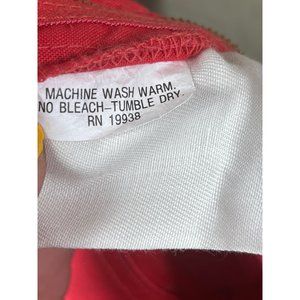 MACHINE WASH WARM.
NO BLEACH-TUMBLE DRY.
RN 19938